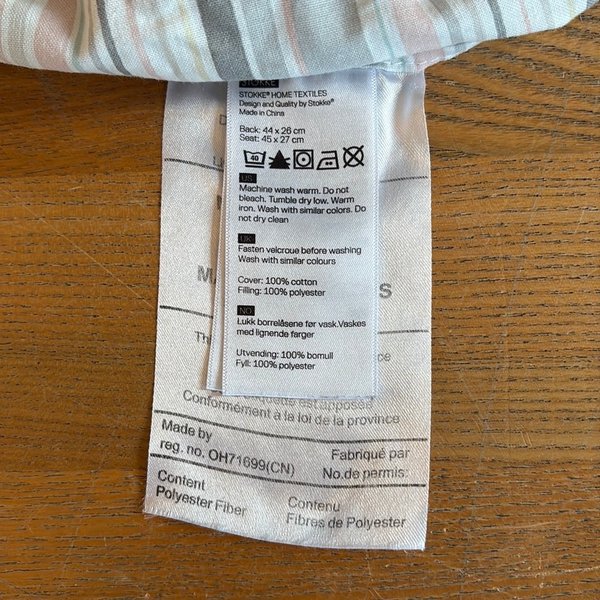 STOKKE
STOKKE® HOME TEXTILES
Design and Quality by Stokke®
Made in China
Back: 44 x 26 cm
Seat: 45 x 27 cm
40
US
Machine wash warm. Do not
bleach. Tumble dry low. Warm
iron. Wash with similar colors. Do
not dry clean
UK
Fasten velcroue before washing
Wash with similar colours
Cover: 100% cotton
Filling: 100% polyester
NO
Lukk borrelåsene før vask.Vaskes
med lignende farger
Utvending: 100% bomull
Fyll: 100% polyester
est apposée
Conformément a la loi de la province
Made by
reg. no. OH71699(CN)
Fabriqué par
No.de permis:
Content
Polyester Fiber
Contenu
Fibres de Polyester